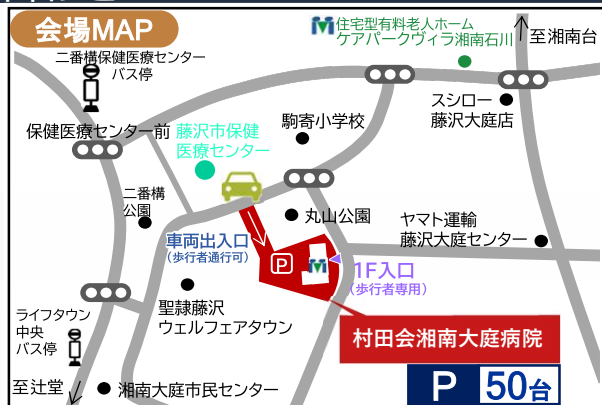 会場MAP
住宅型有料老人ホーム
ケアパークヴィラ湘南石川
至湘南台
二番構保健医療センター
バス停
スシロー
藤沢大庭店
駒寄小学校
保健医療センター前
藤沢市保健
医療センター
二番構
公園
丸山公園
ヤマト運輸
藤沢大庭センター
車両出入口
(歩行者通行可)
P
1F入口
(歩行者専用)
聖隷藤沢
ウェルフェアタウン
ライフタウン
中央
バス停
村田会湘南大庭病院
至辻堂
湘南大庭市民センター
P 50台